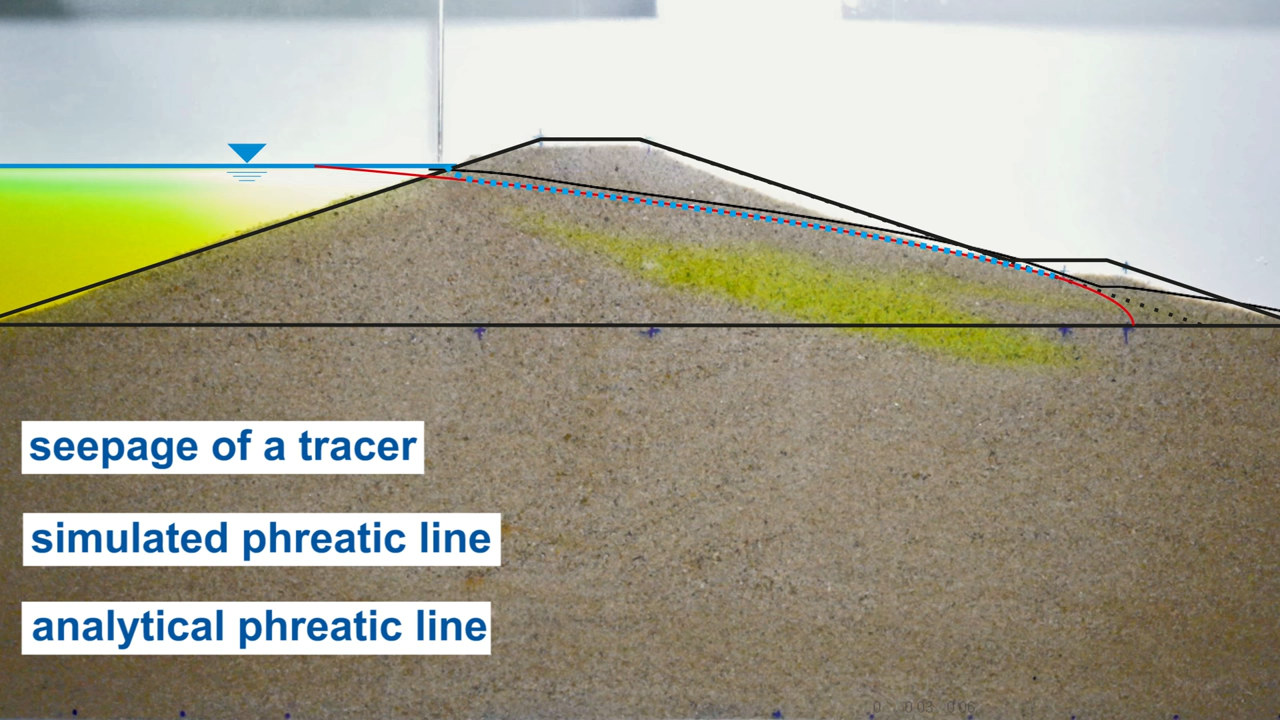 seepage of a tracer
simulated phreatic line
analytical phreatic line